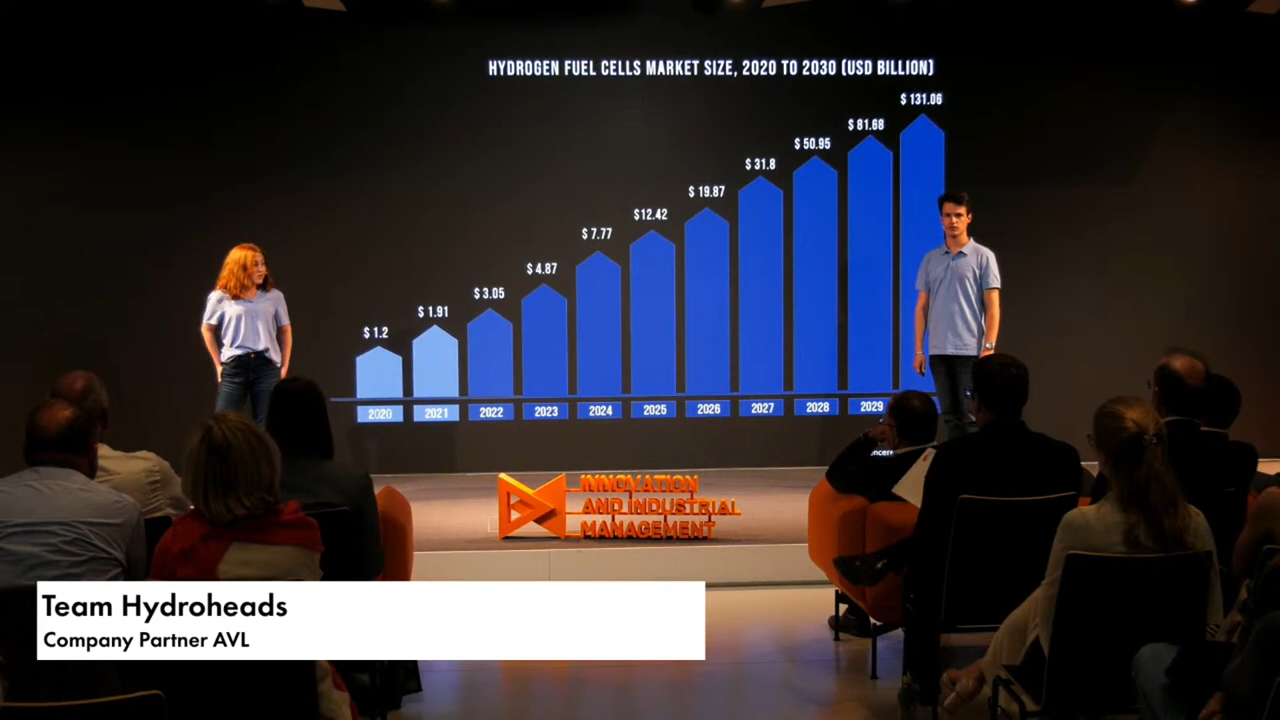 HYDROGEN FUEL CELLS MARKET SIZE, 2020 TO 2030 (USD BILLION)
$ 131.06
$ 81.68
$ 50.95
$ 31.8
$ 19.87
$12.42
$ 7.77
$ 4.87
$ 3.05
$ 1.91
$ 1.2
2020 2021 2022 2023 2024 2025 2026 2027 2028 2029
INNOVATION
AND INDUSTRIAL
MANAGEMENT
Team Hydroheads
Company Partner AVL